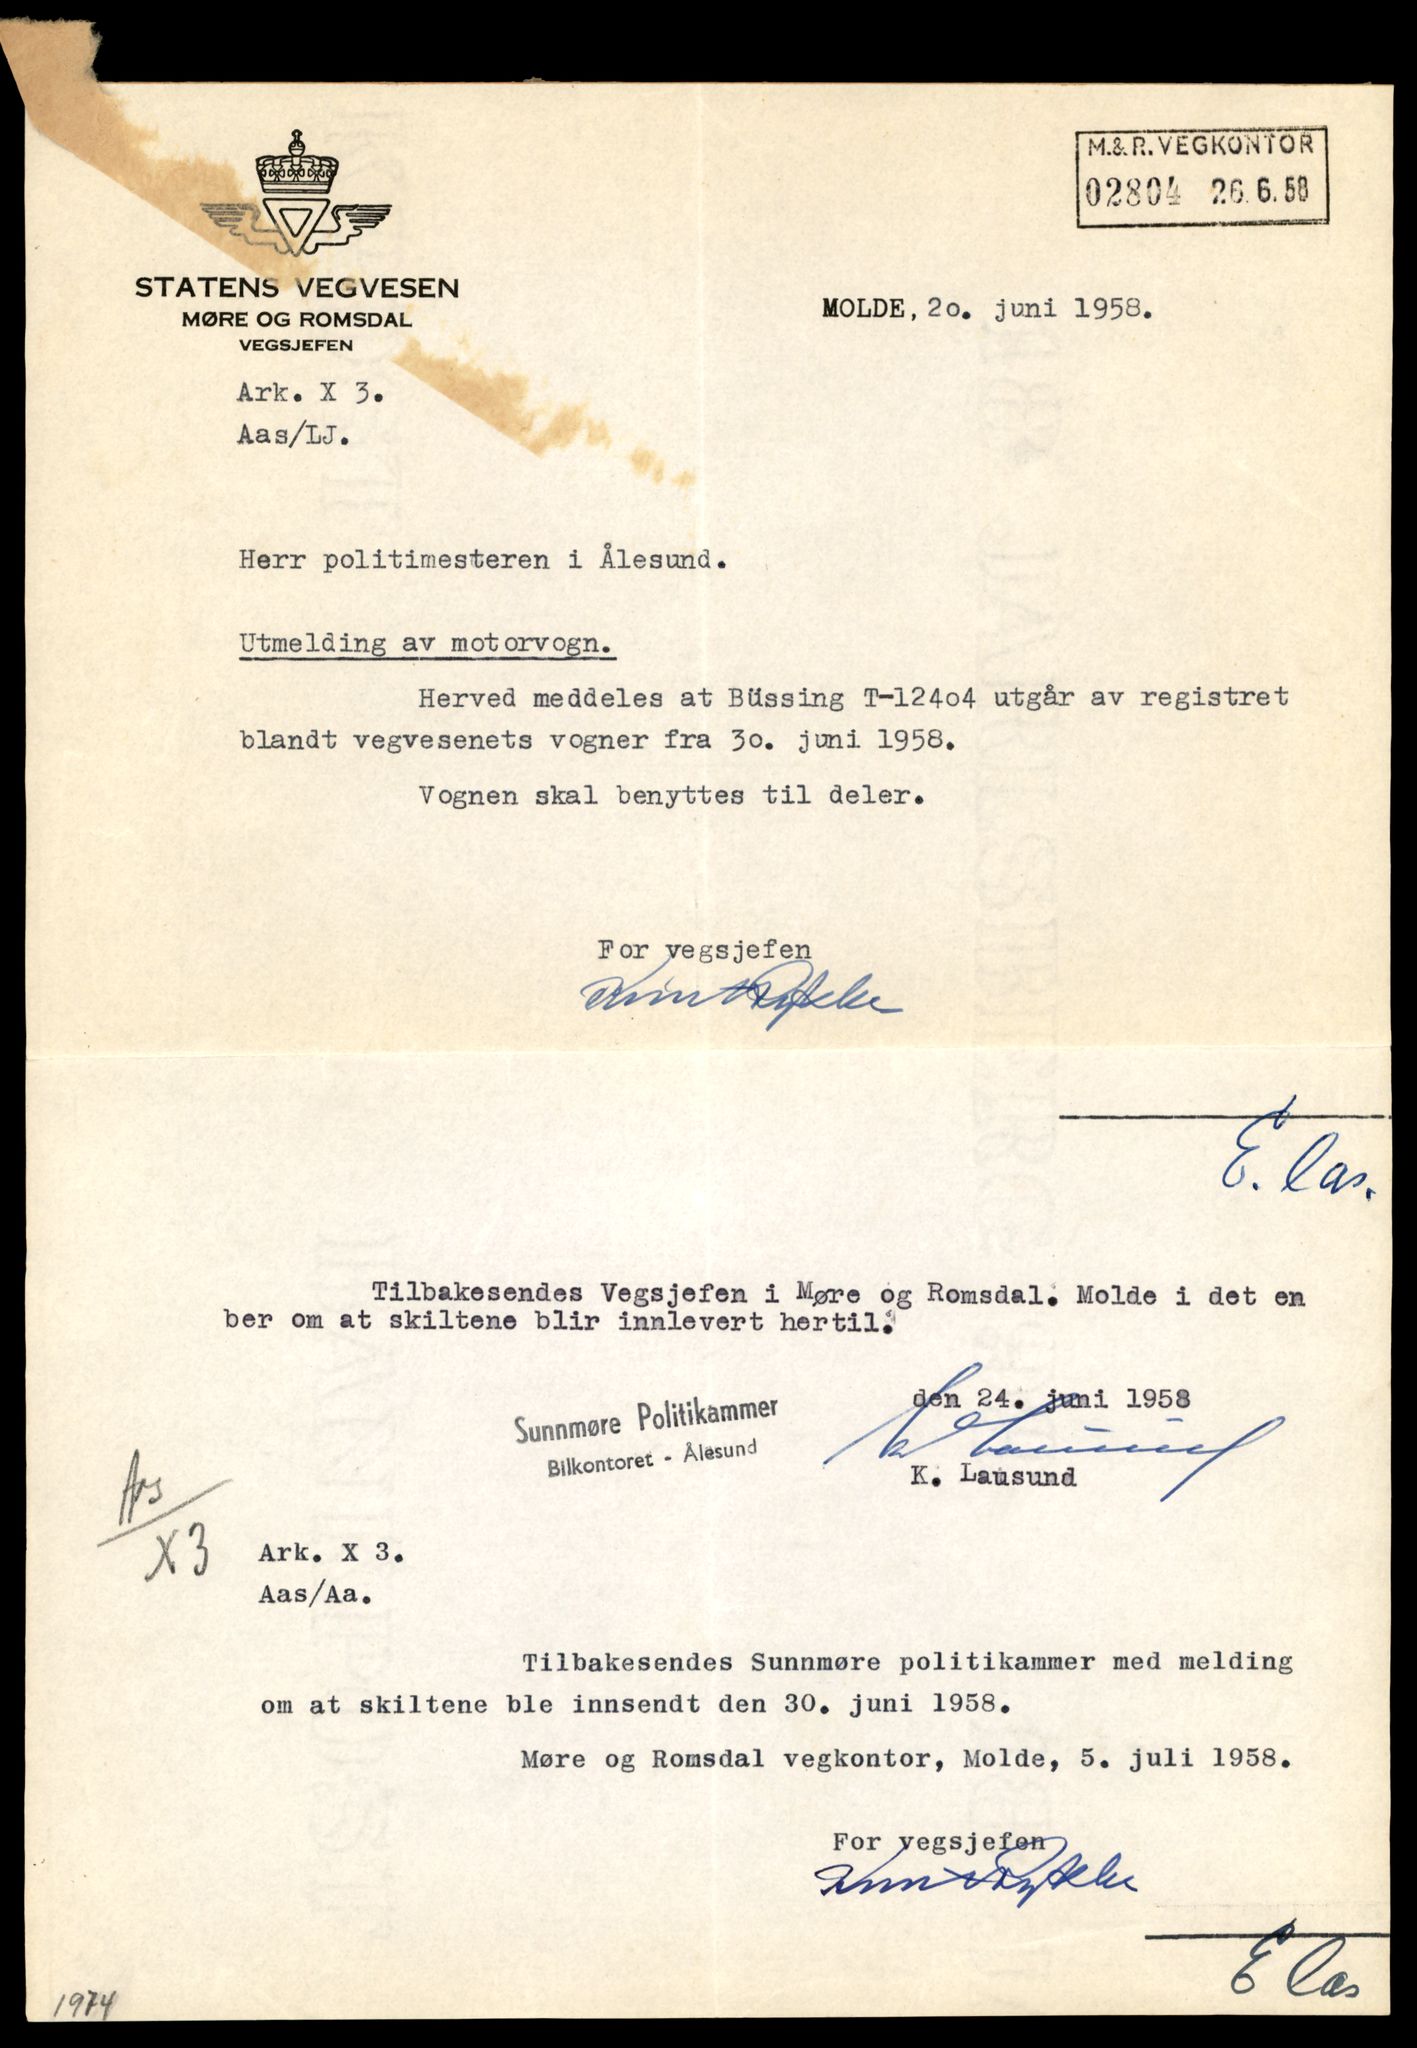 M.&R. VEGKONTOR
02804 26.6.58
STATENS VEGVESEN
MØRE OG ROMSDAL
VEGSJEFEN
MOLDE, 2o. juni 1958.
Ark. X 3.
Aas/LJ.
Herr politimesteren i Ålesund.
Utmelding av motorvogn.
Herved meddeles at Büssing T-124o4 utgår av registret
blandt vegvesenets vogner fra 3o. juni 1958.
Vognen skal benyttes til deler.
For vegsjefen
Tilbakesendes Vegsjefen i Møre og Romsdal. Molde i det en
ber om at skiltene blir innlevert hertil.
den 24. juni 1958
Sunnmøre Politikammer
Bilkontoret - Ålesund
K. Lausund
X 3
Ark. X 3.
Aas/Aa.
Tilbakesendes Sunnmøre politikammer med melding
om at skiltene ble innsendt den 30. juni 1958.
Møre og Romsdal vegkontor, Molde, 5. juli 1958.
For vegsjefen
1974